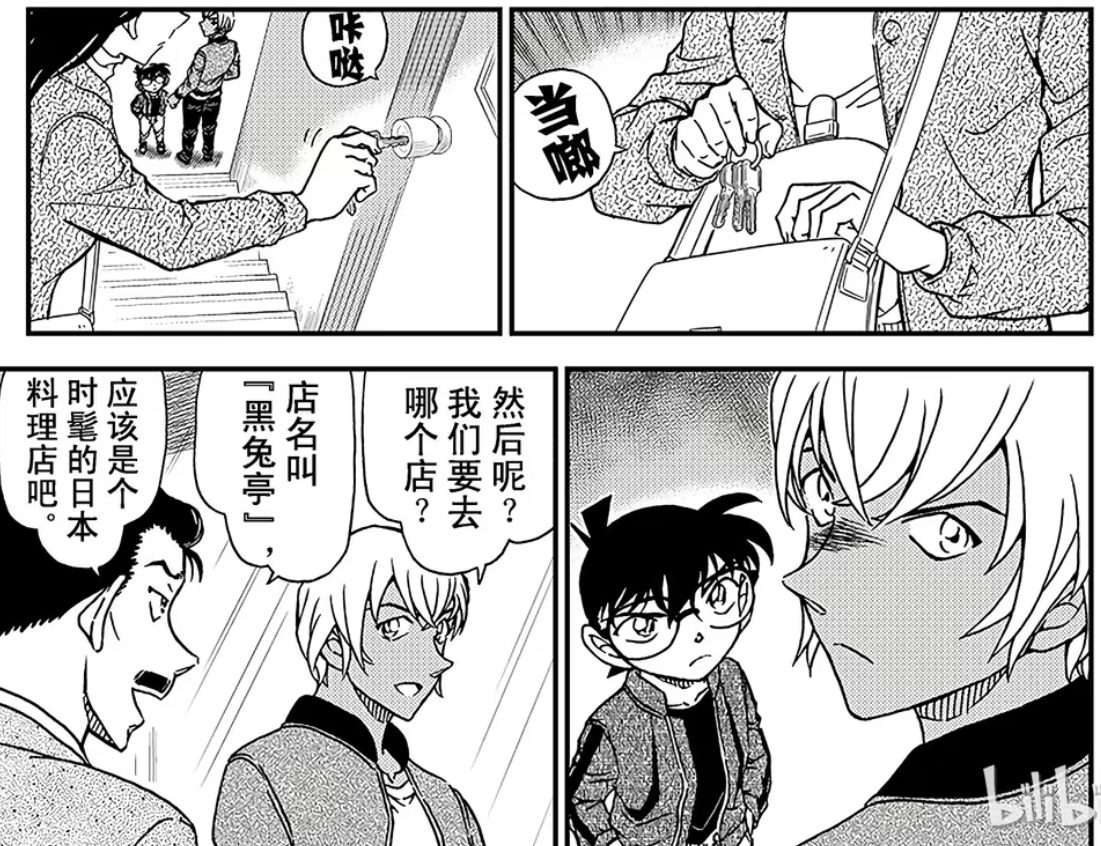 当啷
咔哒
然后呢？
我们要去
哪个店？
店名叫
『黑兔亭』，
应该是个
时髦的日本
料理店吧。
bilibi